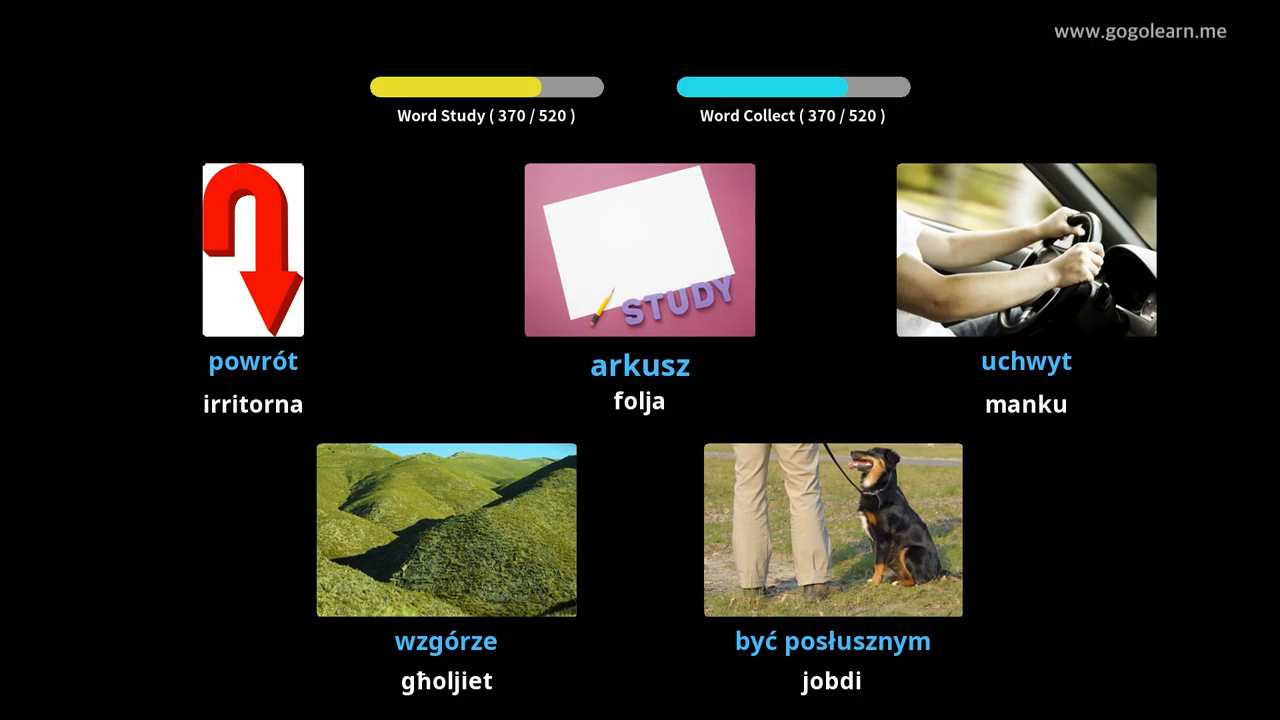 www.gogolearn.me
Word Study ( 370 / 520 )
Word Collect ( 370 / 520 )
STUDY
powrót
arkusz
uchwyt
irritorna
folja
manku
wzgórze
być posłusznym
għoljiet
jobdi